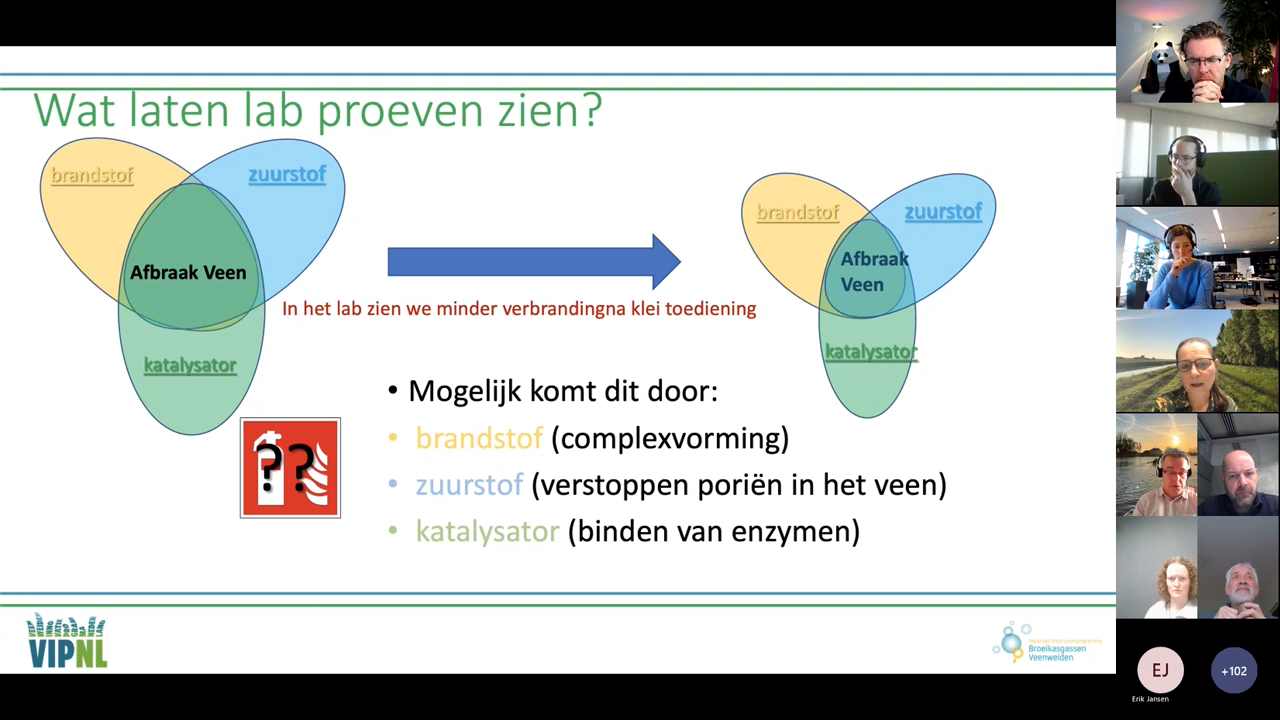 Wat laten lab proeven zien?
brandstof
zuurstof
Afbraak Veen
katalysator
In het lab zien we minder verbrandingna klei toediening
brandstof
zuurstof
Afbraak
Veen
katalysator
??
• Mogelijk komt dit door:
• brandstof (complexvorming)
• zuurstof (verstoppen poriën in het veen)
• katalysator (binden van enzymen)
VIPNL
Broeikasgassen
Veenweiden
EJ
Erik Jansen
+102